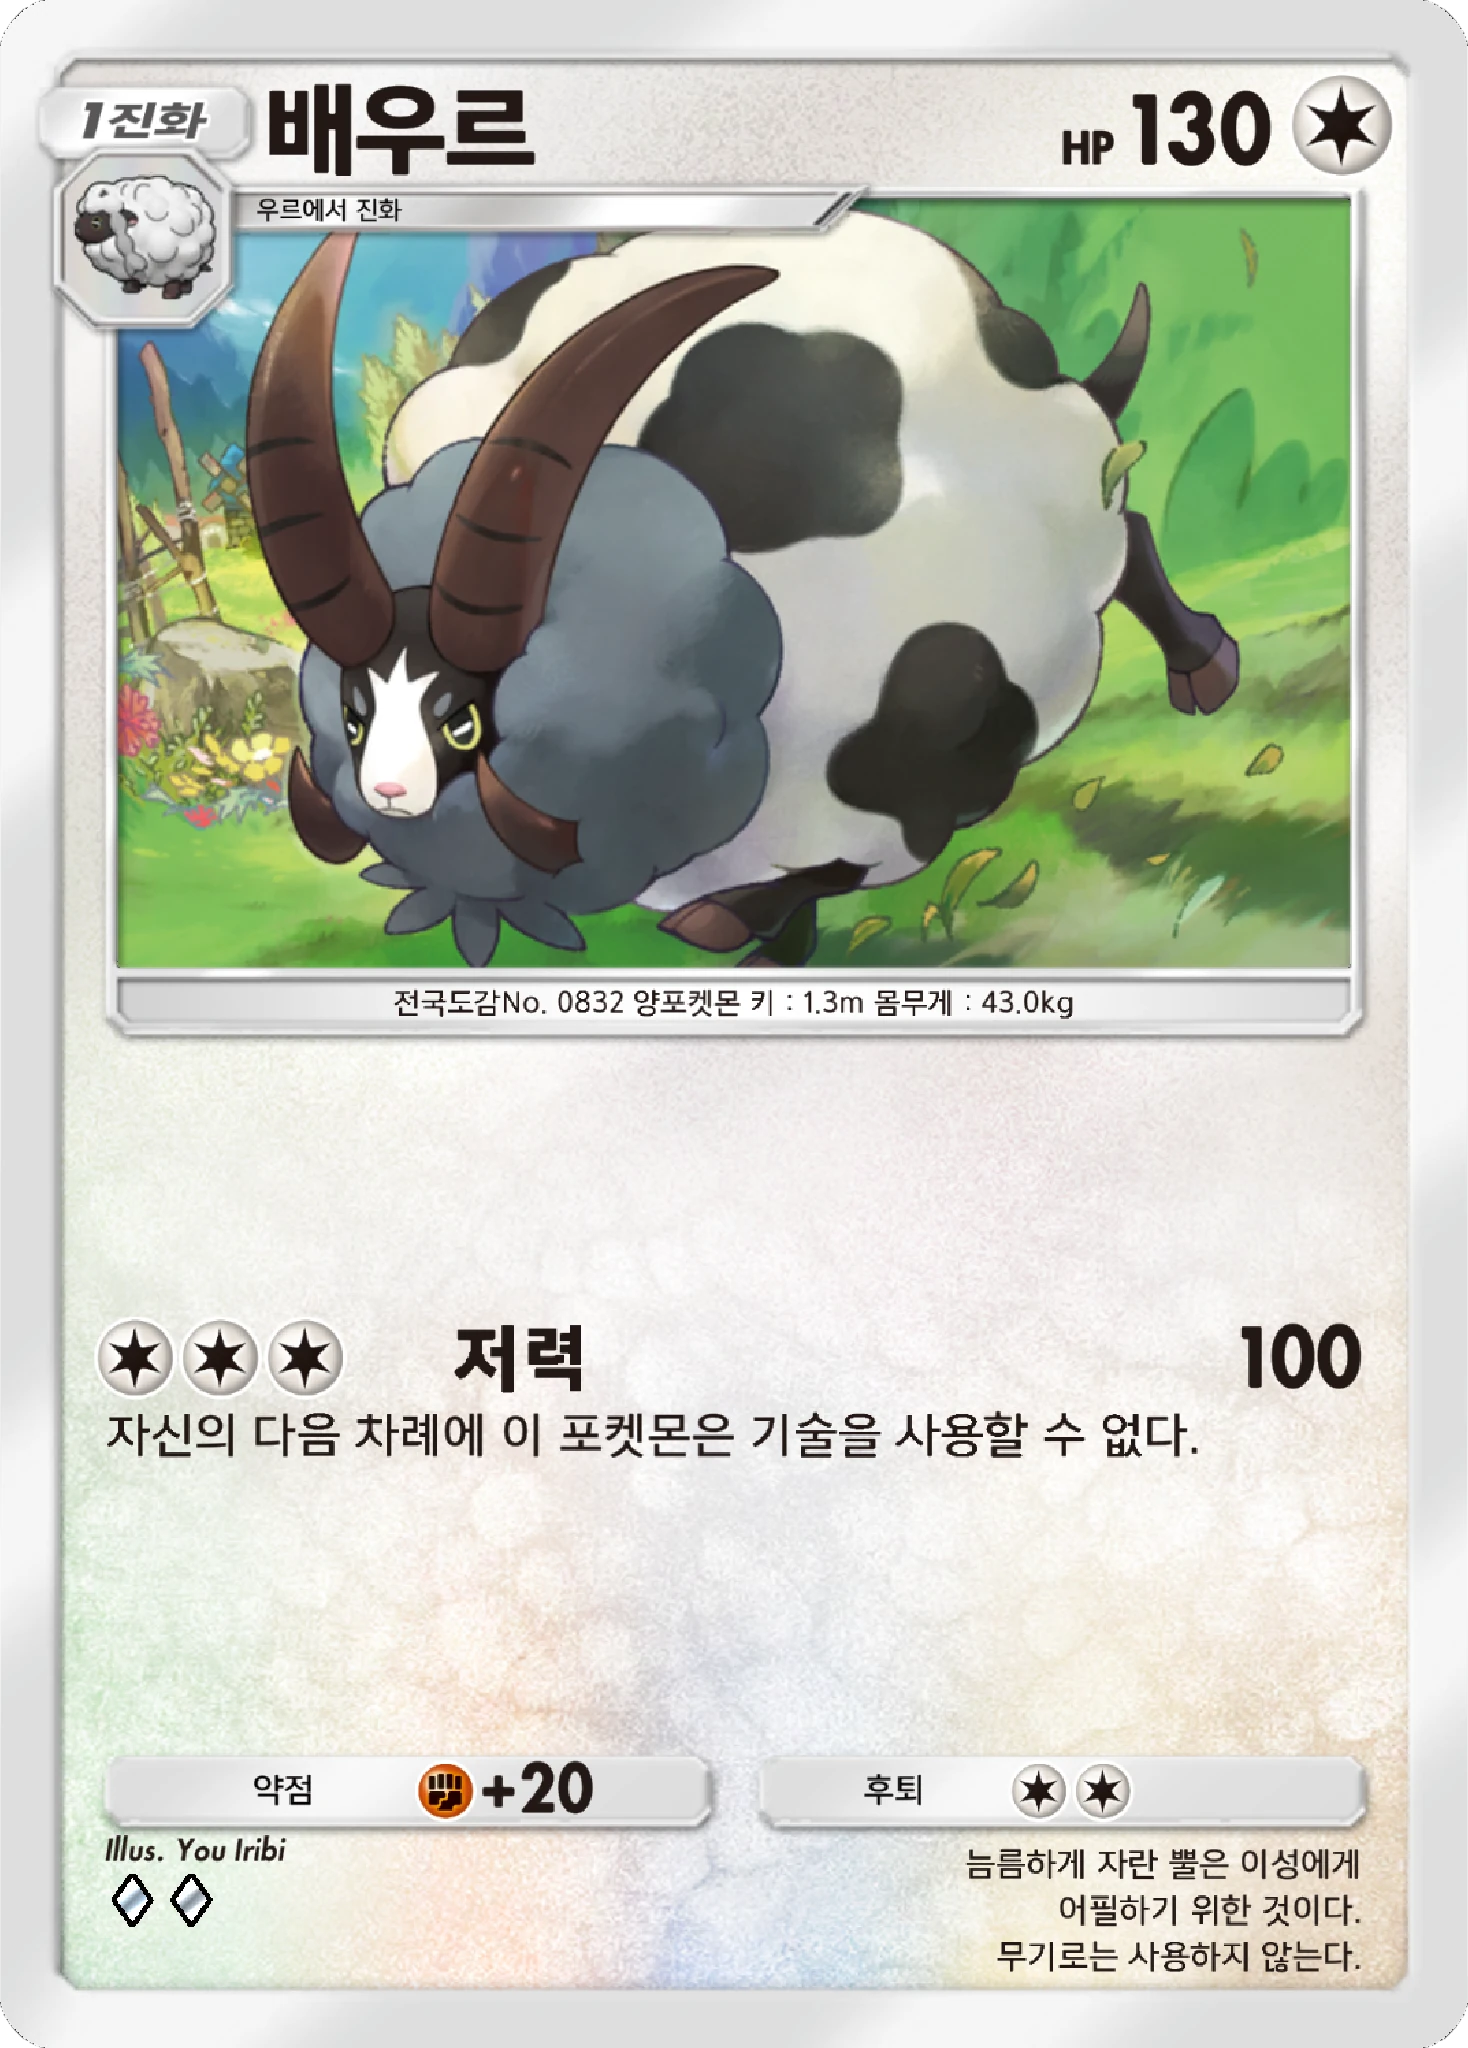 1진화
배우르
HP 130
우르에서 진화
전국도감No. 0832 양포켓몬 키 : 1.3m 몸무게 : 43.0kg
저력 100
자신의 다음 차례에 이 포켓몬은 기술을 사용할 수 없다.
약점 +20
후퇴
Illus. You Iribi
늠름하게 자란 뿔은 이성에게
어필하기 위한 것이다.
무기로는 사용하지 않는다.